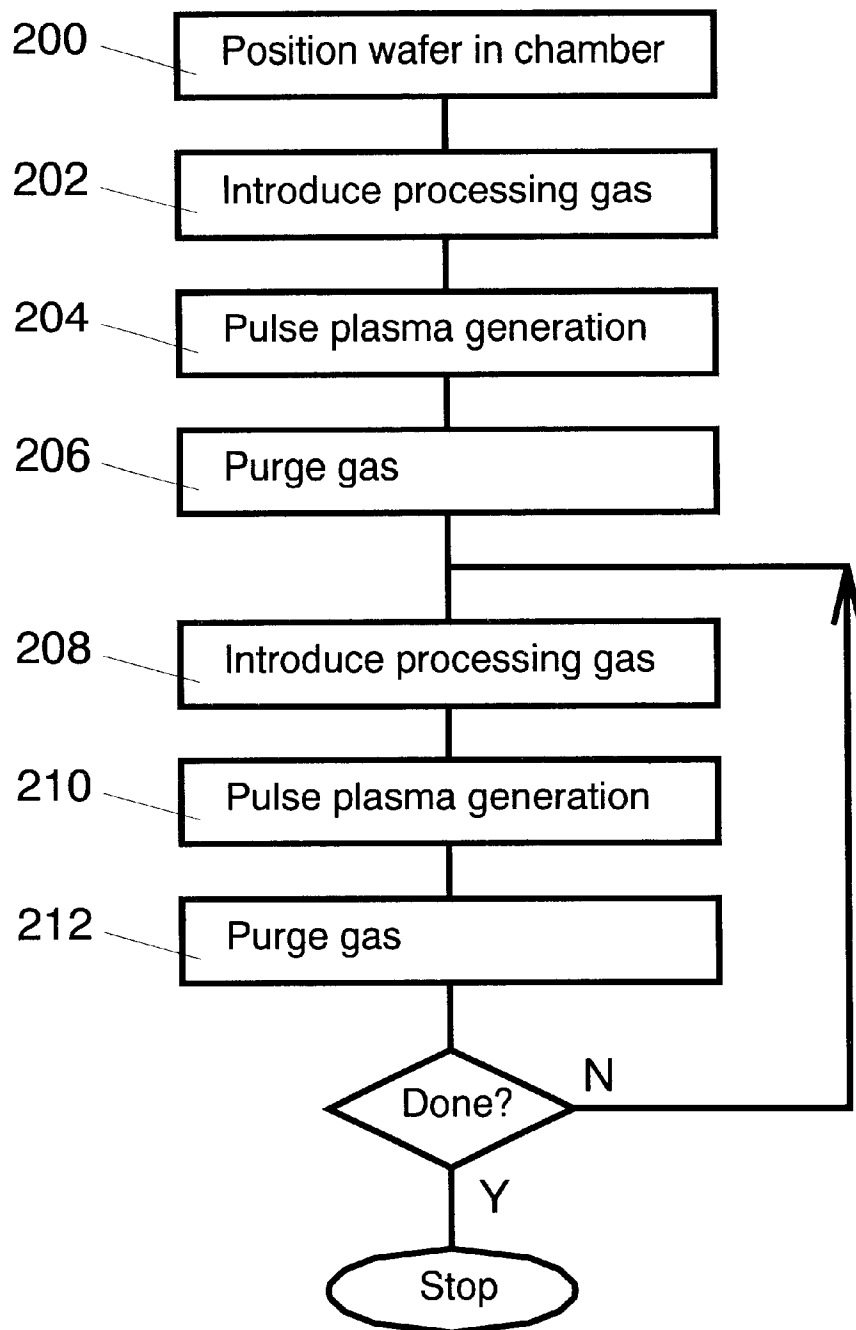 200 Position wafer in chamber
202 Introduce processing gas
204 Pulse plasma generation
206 Purge gas
208 Introduce processing gas
210 Pulse plasma generation
212 Purge gas
Done? N
Y
Stop